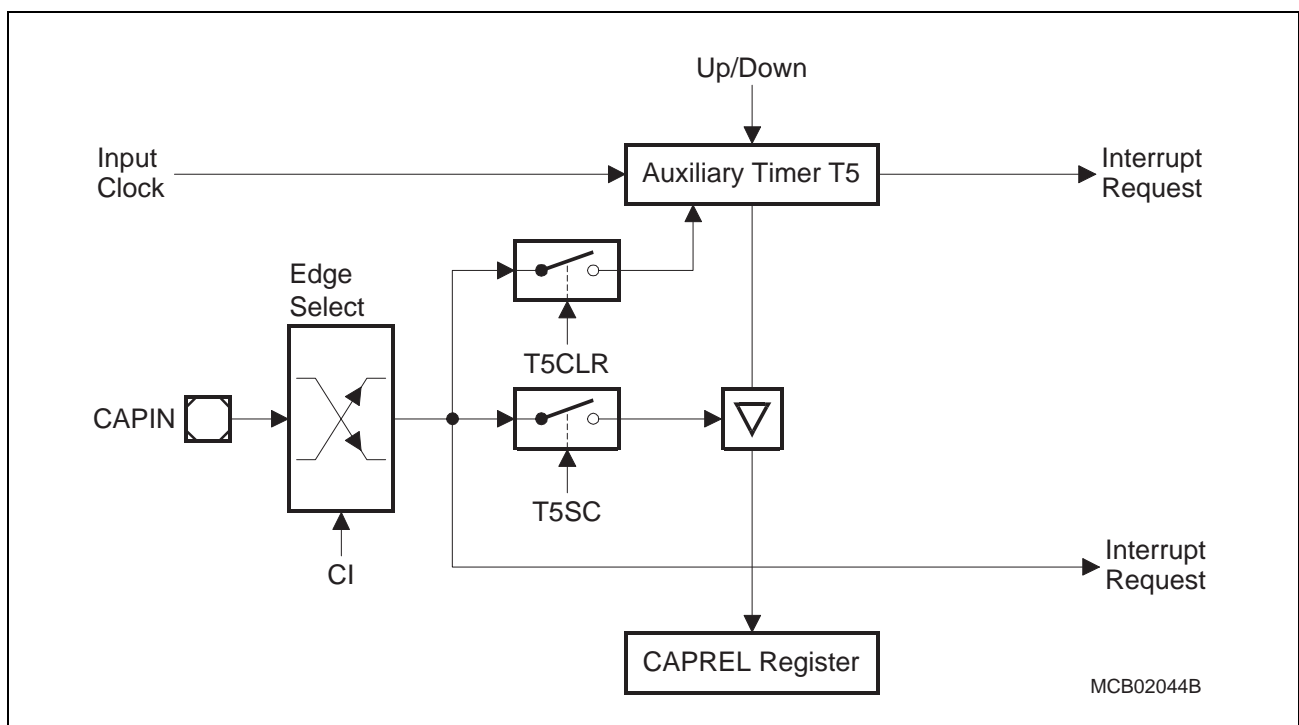 Up/Down
Input
Clock
Auxiliary Timer T5
Interrupt
Request
Edge
Select
T5CLR
CAPIN
T5SC
CI
Interrupt
Request
CAPREL Register
MCB02044B